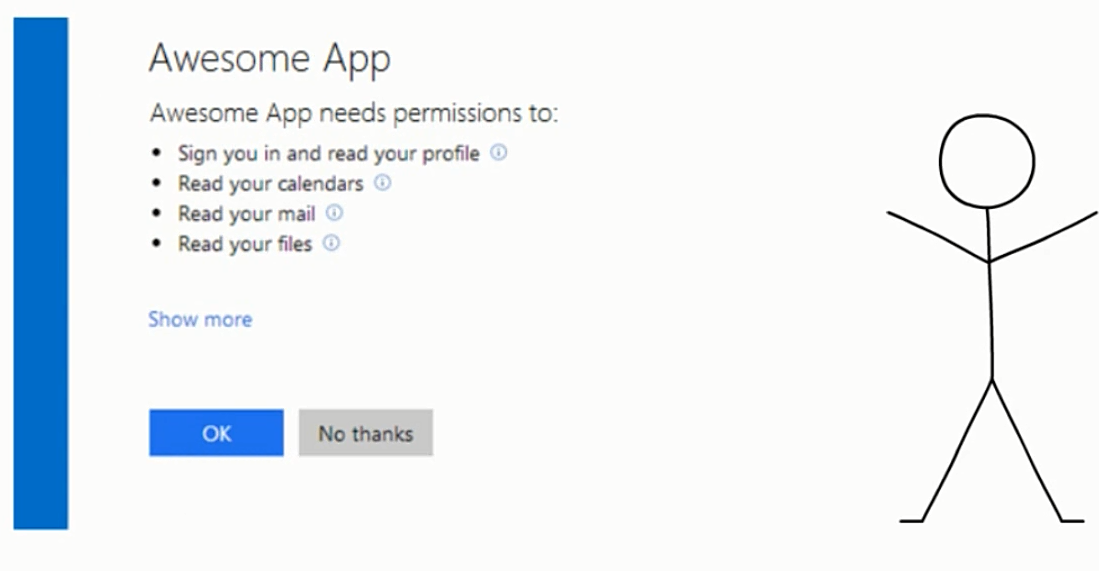 Awesome App
Awesome App needs permissions to:
• Sign you in and read your profile
• Read your calendars
• Read your mail
• Read your files
Show more
OK
No thanks